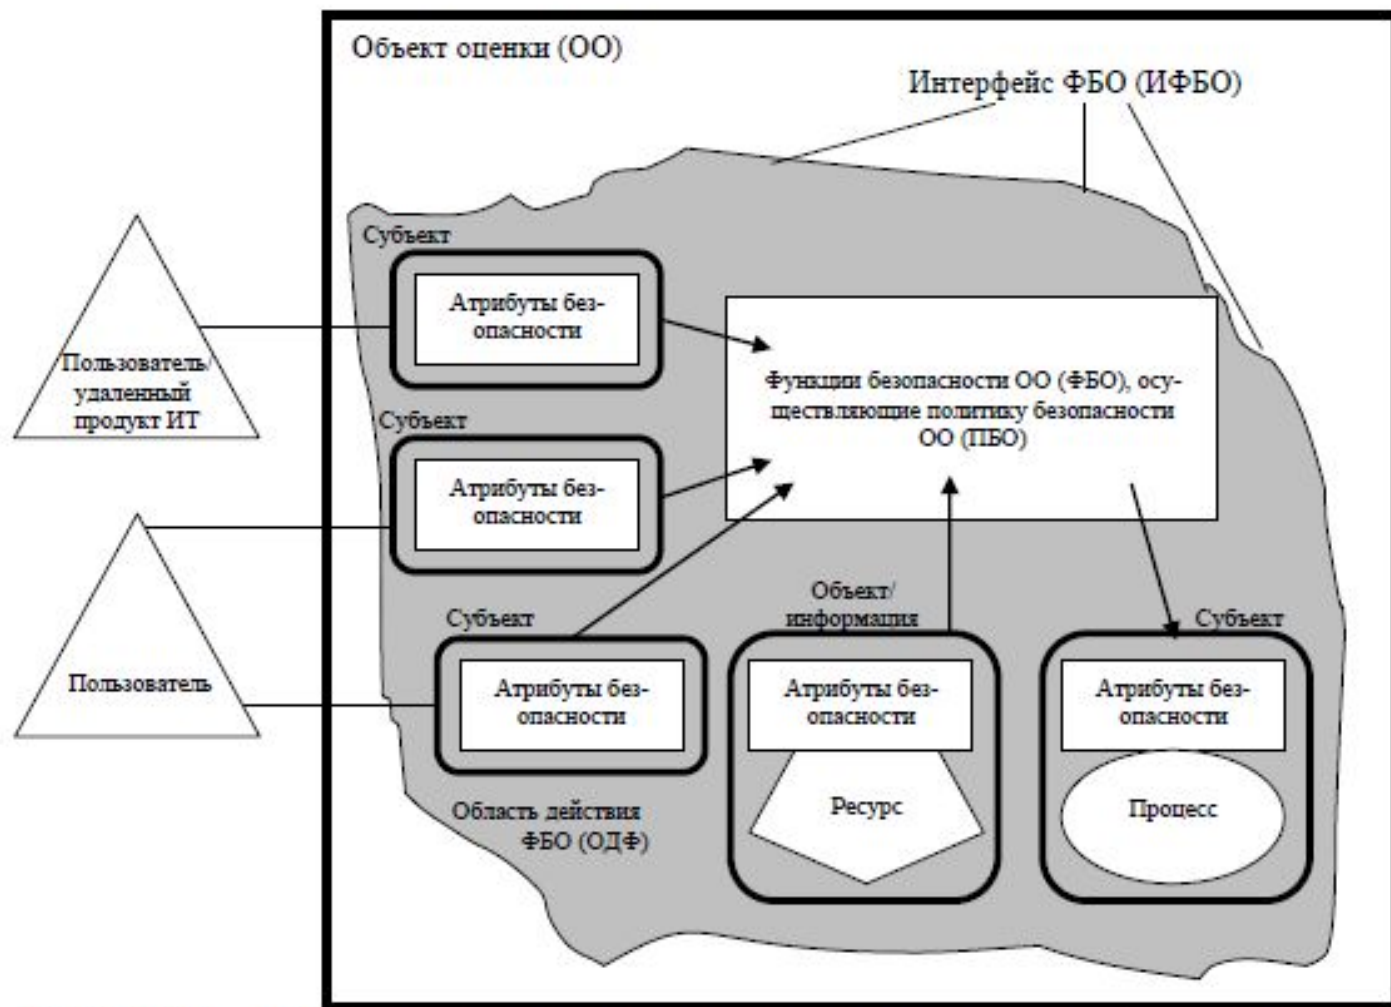 Объект оценки (ОО)
Интерфейс ФБО (ИФБО)
Субъект
Атрибуты без-
опасности
Пользователь/
удаленный
продукт ИТ
Функции безопасности ОО (ФБО), осу-
ществляющие политику безопасности
ОО (ПБО)
Субъект
Атрибуты без-
опасности
Пользователь
Субъект
Атрибуты без-
опасности
Объект/
информация
Атрибуты без-
опасности
Ресурс
Субъект
Атрибуты без-
опасности
Процесс
Область действия
ФБО (ОДФ)